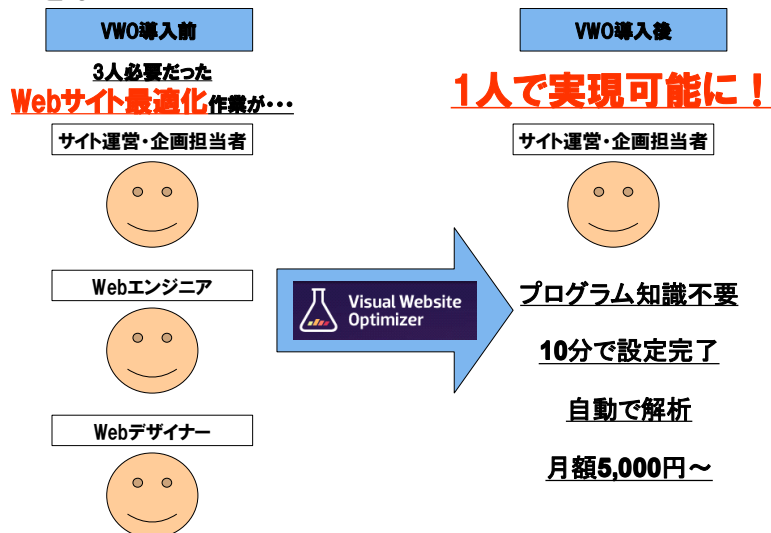 VWO導入前
3人必要だった
Webサイト最適化作業が･･･
サイト運営・企画担当者
Webエンジニア
Webデザイナー
Visual Website
Optimizer
VWO導入後
1人で実現可能に！
サイト運営・企画担当者
プログラム知識不要
10分で設定完了
自動で解析
月額5,000円～